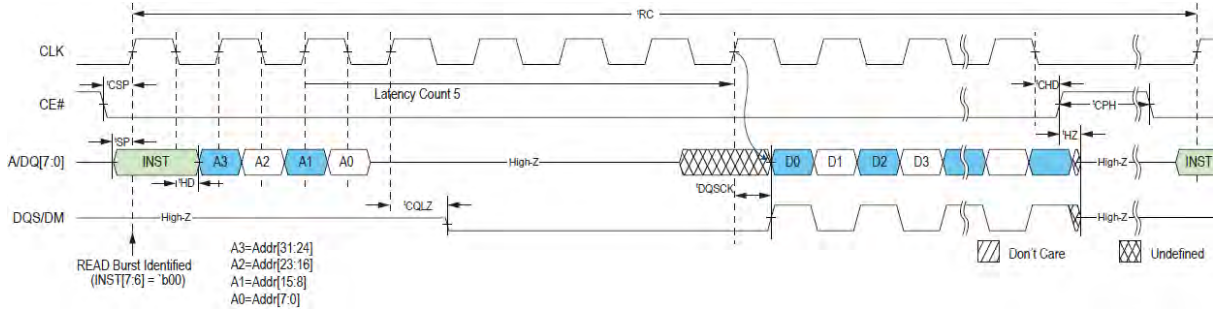 tRC
CLK
tCSP
Latency Count 5
tCHD
CE#
tCPH
tSP
tHZ
A/DQ[7:0]
INST
A3
A2
A1
A0
High-Z
D0
D1
D2
D3
High-Z
INST
tHD
tDQSCK
tCQLZ
DQS/DM
High-Z
High-Z
A3=Addr[31:24]
READ Burst Identified
A2=Addr[23:16]
Don't Care
Undefined
(INST[7:6] = `b00)
A1=Addr[15:8]
A0=Addr[7:0]